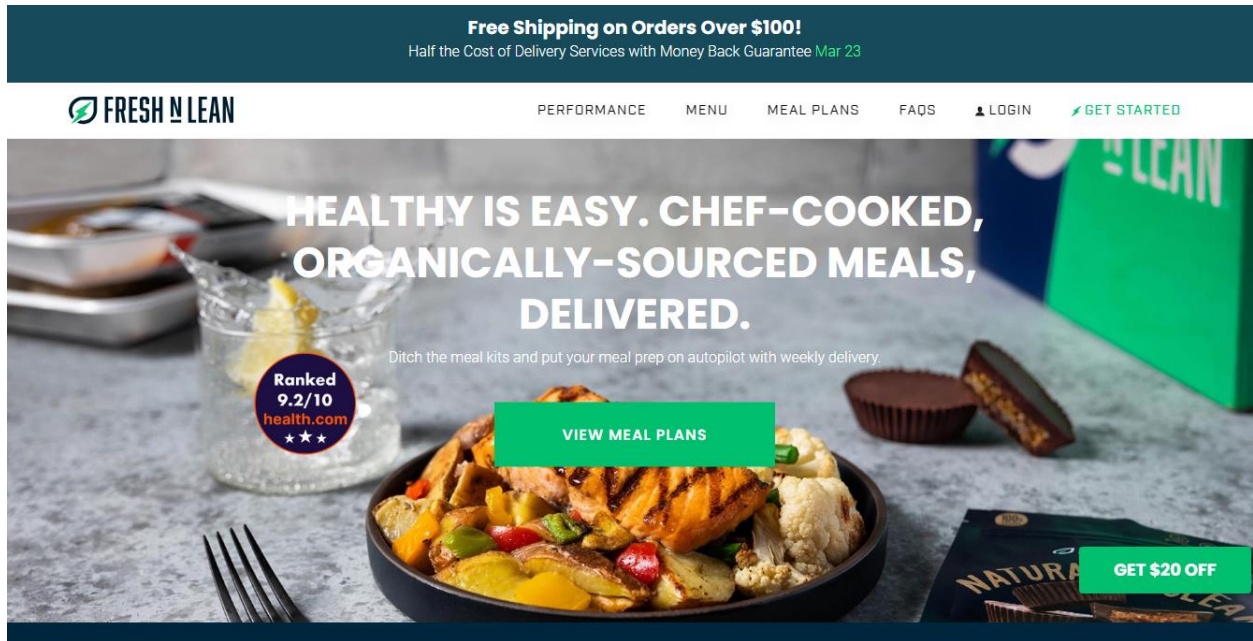 Free Shipping on Orders Over $100!
Half the Cost of Delivery Services with Money Back Guarantee Mar 23
FRESH N LEAN
PERFORMANCE MENU MEAL PLANS FAQS LOGIN GET STARTED
N LEAN
HEALTHY IS EASY. CHEF-COOKED,
ORGANICALLY-SOURCED MEALS,
DELIVERED.
Ditch the meal kits and put your meal prep on autopilot with weekly delivery.
Ranked
9.2/10
health.com
VIEW MEAL PLANS
GET $20 OFF